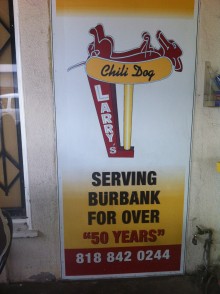 Chili Dog
LARRY's
SERVING
BURBANK
FOR OVER
"50 YEARS"
818 842 0244